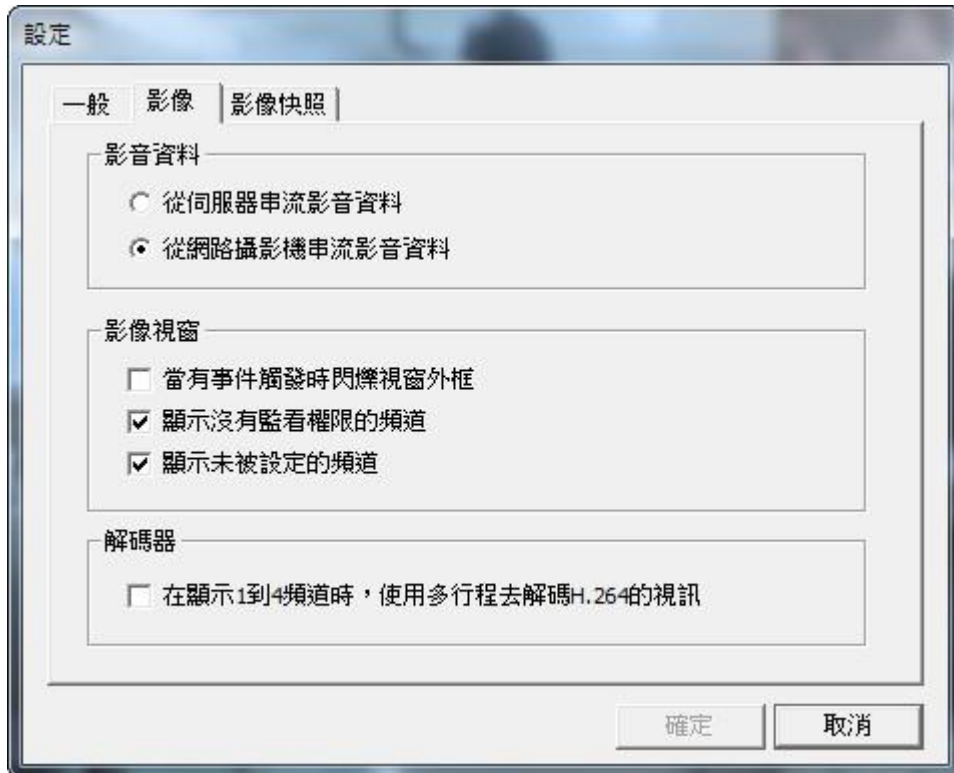 設定
一般 影像 影像快照
影音資料
從伺服器串流影音資料
從網路攝影機串流影音資料
影像視窗
當有事件觸發時閃爍視窗外框
顯示沒有監看權限的頻道
顯示未被設定的頻道
解碼器
在顯示1到4頻道時，使用多行程去解碼H.264的視訊
確定 取消